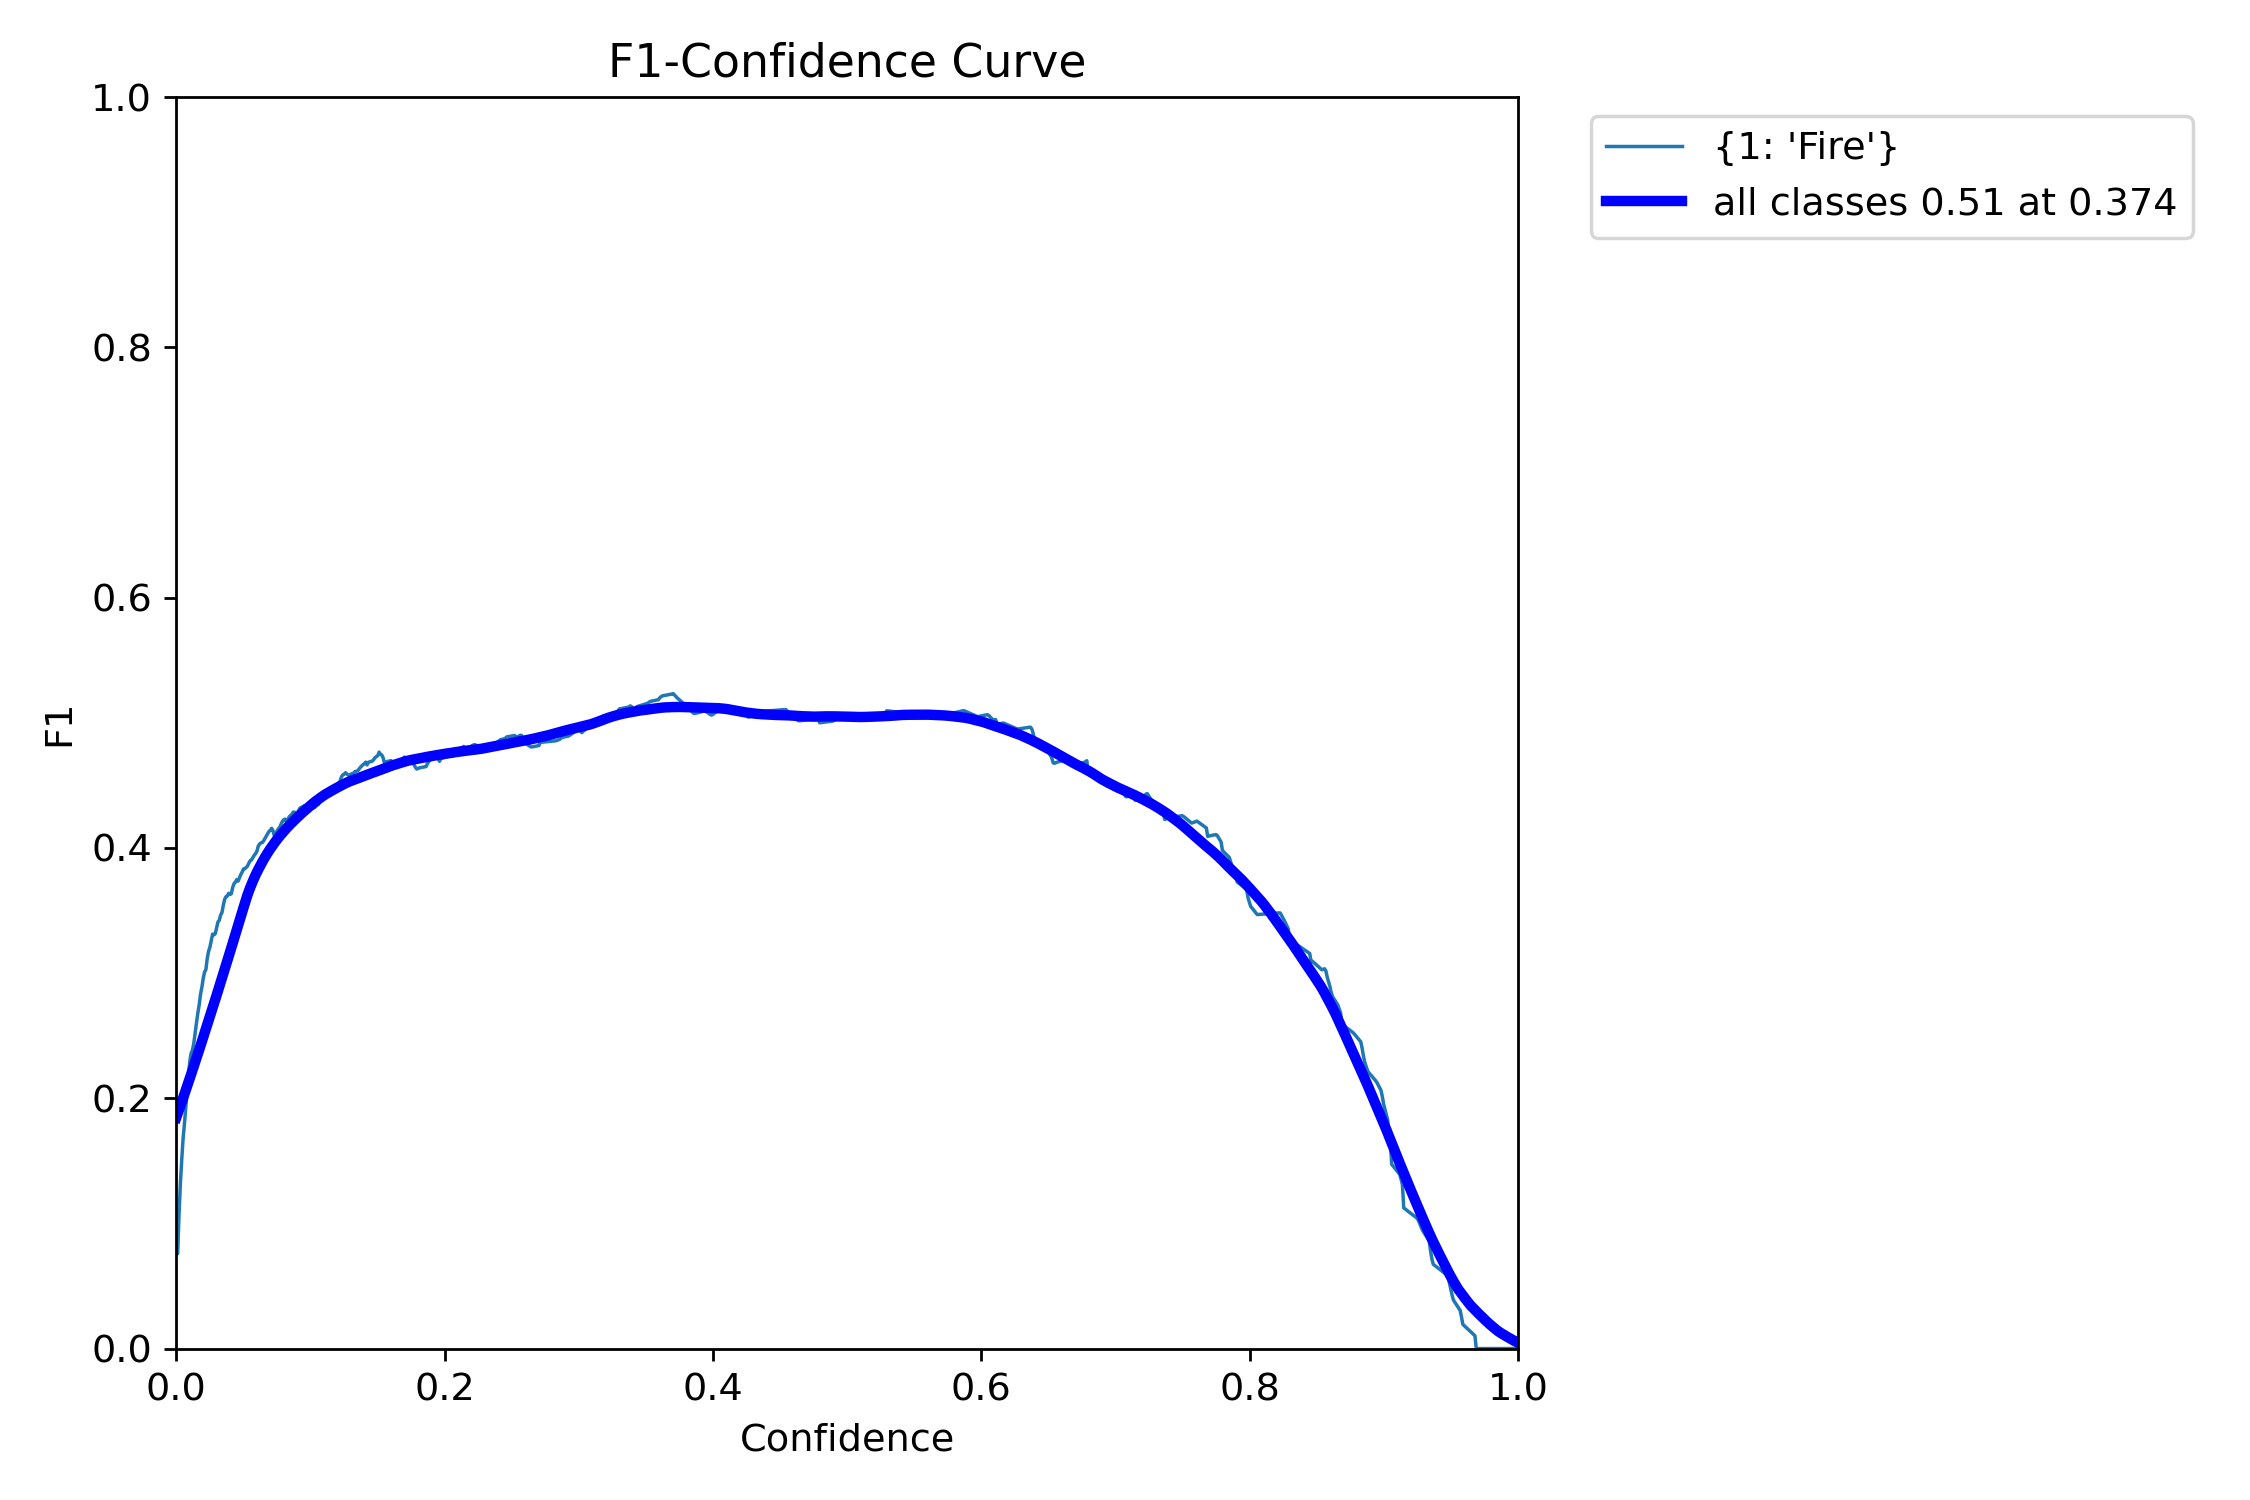 F1-Confidence Curve
1.0
0.8
0.6
0.4
0.2
0.0
F1
0.0 0.2 0.4 0.6 0.8 1.0
Confidence
{1: 'Fire'}
all classes 0.51 at 0.374